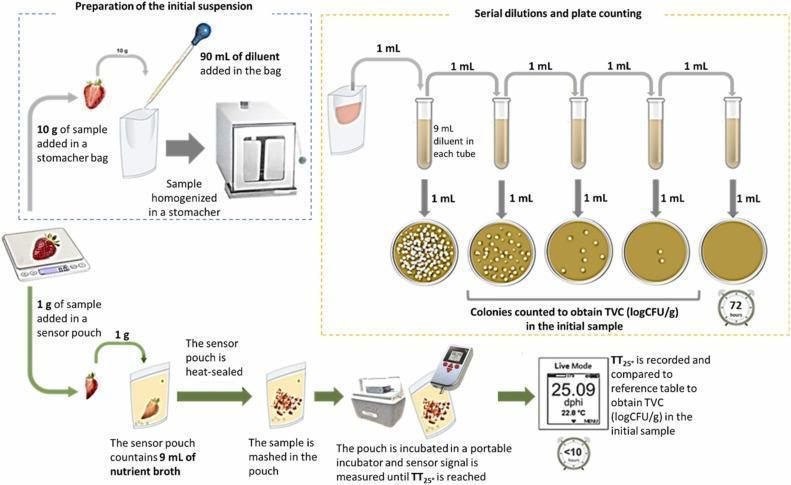 Preparation of the initial suspension
10 g
90 mL of diluent
added in the bag
10 g of sample
added in a
stomacher bag
Sample
homogenized
in a stomacher
Serial dilutions and plate counting
1 mL
1 mL
1 mL
1 mL
1 mL
9 mL
diluent in
each tube
1 mL
1 mL
1 mL
1 mL
1 mL
Colonies counted to obtain TVC (logCFU/g)
in the initial sample
72
hours
1 g of sample
added in a
sensor pouch
1 g
The sensor
pouch is
heat-sealed
The sensor pouch
contains 9 mL of
nutrient broth
The sample is
mashed in the
pouch
The pouch is incubated in a portable
incubator and sensor signal is
measured until TT25° is reached
Live Mode
25.09
dphi
22.8 °C
MENU
<10
hours
TT25° is recorded and
compared to
reference table to
obtain TVC
(logCFU/g) in the
initial sample